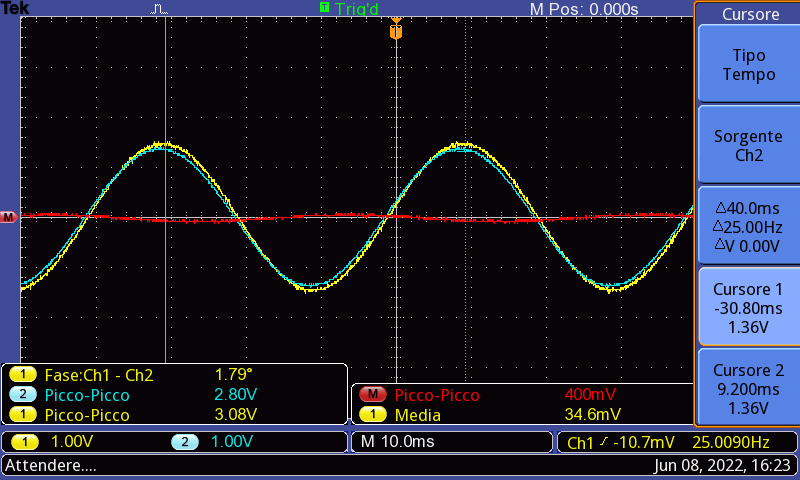 Tek
T Trig'd
M Pos: 0.000s
Cursore
T
Tipo
Tempo
Sorgente
Ch2
△40.0ms
△25.00Hz
△V 0.00V
M
Cursore 1
-30.80ms
1.36V
Cursore 2
9.200ms
1.36V
1 Fase:Ch1 - Ch2 1.79°
2 Picco-Picco 2.80V
1 Picco-Picco 3.08V
M Picco-Picco 400mV
1 Media 34.6mV
1 1.00V 2 1.00V
M 10.0ms
Ch1 -10.7mV 25.0090Hz
Attendere.... Jun 08, 2022, 16:23